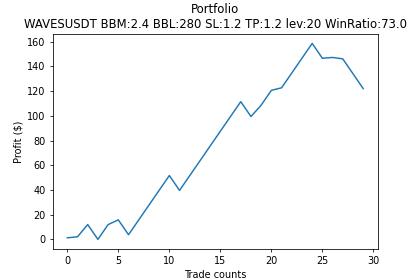 Portfolio
WAVESUSDT BBM:2.4 BBL:280 SL:1.2 TP:1.2 lev:20 WinRatio:73.0
160
140
120
100
80
60
40
20
0
Profit ($)
0 5 10 15 20 25 30
Trade counts